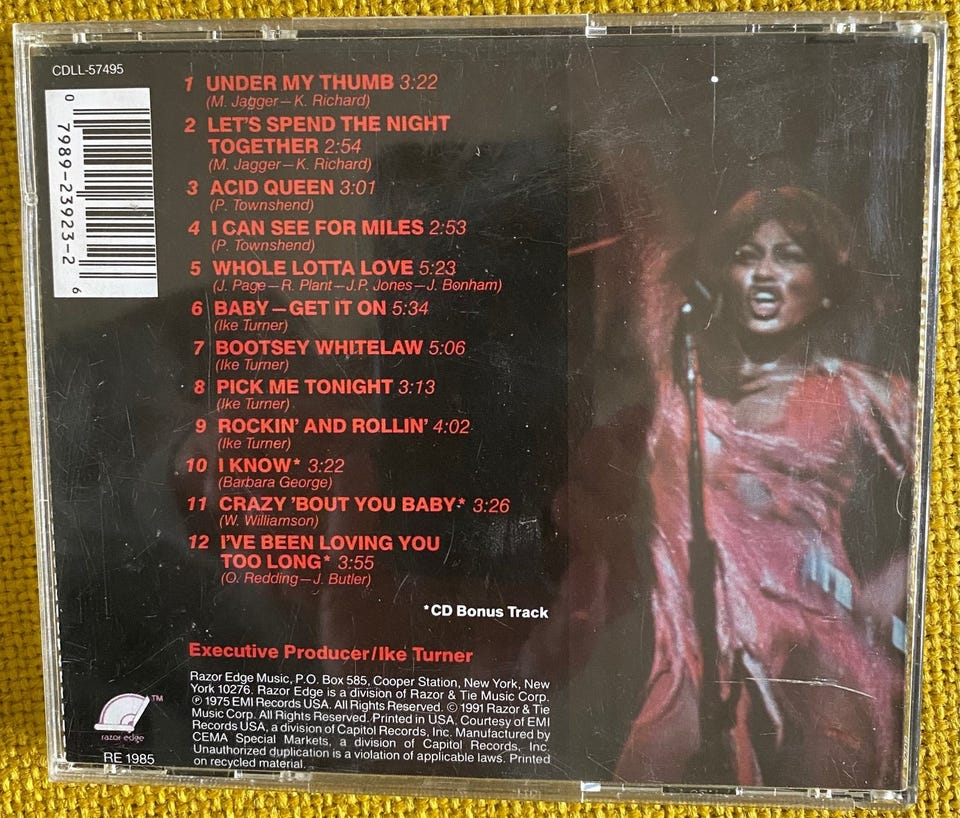 CDLL-57495
0
7989-23923-2
6
1 UNDER MY THUMB 3:22
(M. Jagger—K. Richard)
2 LET'S SPEND THE NIGHT
TOGETHER 2:54
(M. Jagger—K. Richard)
3 ACID QUEEN 3:01
(P. Townshend)
4 I CAN SEE FOR MILES 2:53
(P. Townshend)
5 WHOLE LOTTA LOVE 5:23
(J. Page—R. Plant—J.P. Jones—J. Bonham)
6 BABY—GET IT ON 5:34
(Ike Turner)
7 BOOTSEY WHITELAW 5:06
(Ike Turner)
8 PICK ME TONIGHT 3:13
(Ike Turner)
9 ROCKIN' AND ROLLIN' 4:02
(Ike Turner)
10 I KNOW* 3:22
(Barbara George)
11 CRAZY 'BOUT YOU BABY* 3:26
(W. Williamson)
12 I'VE BEEN LOVING YOU
TOO LONG* 3:55
(O. Redding—J. Butler)
*CD Bonus Track
Executive Producer/Ike Turner
Razor Edge Music, P.O. Box 585, Cooper Station, New York, New
York 10276. Razor Edge is a division of Razor & Tie Music Corp.
℗ 1975 EMI Records USA. All Rights Reserved. © 1991 Razor & Tie
Music Corp. All Rights Reserved. Printed in USA. Courtesy of EMI
Records USA, a division of Capitol Records, Inc. Manufactured by
CEMA Special Markets, a division of Capitol Records, Inc.
Unauthorized duplication is a violation of applicable laws. Printed
on recycled material.
TM
razor edge
RE 1985